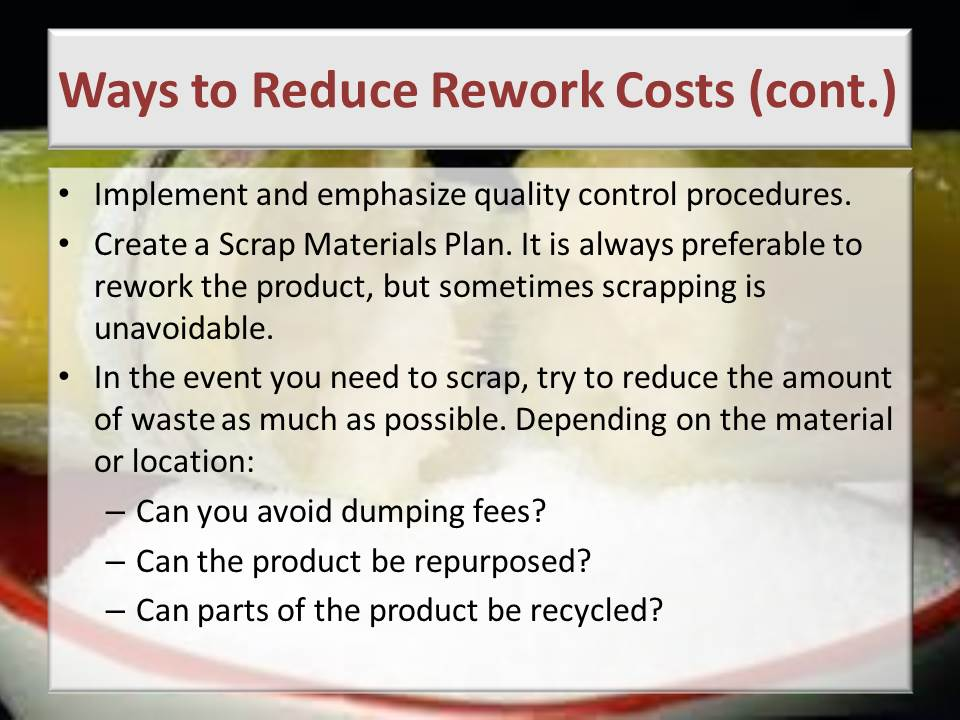 Ways to Reduce Rework Costs (cont.)
• Implement and emphasize quality control procedures.
• Create a Scrap Materials Plan. It is always preferable to
rework the product, but sometimes scrapping is
unavoidable.
• In the event you need to scrap, try to reduce the amount
of waste as much as possible. Depending on the material
or location:
– Can you avoid dumping fees?
– Can the product be repurposed?
– Can parts of the product be recycled?